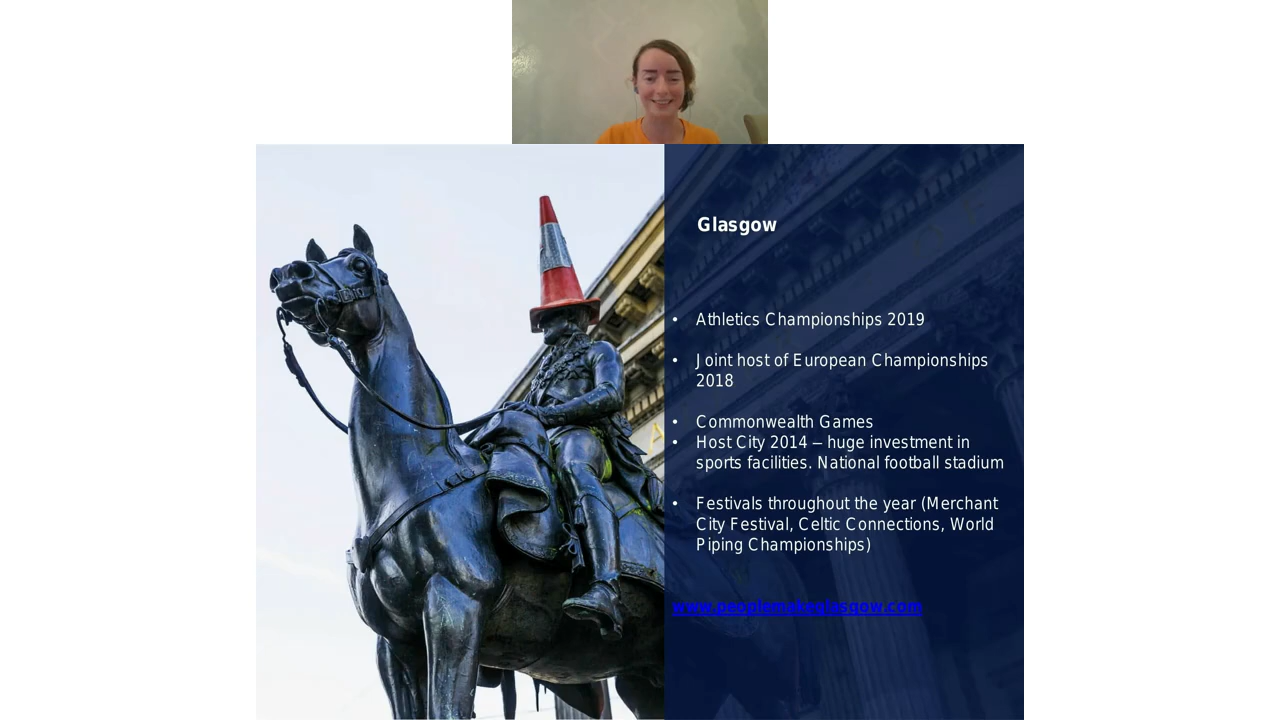 Glasgow
• Athletics Championships 2019
• Joint host of European Championships
2018
• Commonwealth Games
• Host City 2014 – huge investment in
sports facilities. National football stadium
• Festivals throughout the year (Merchant
City Festival, Celtic Connections, World
Piping Championships)
www.peoplemakeglasgow.com